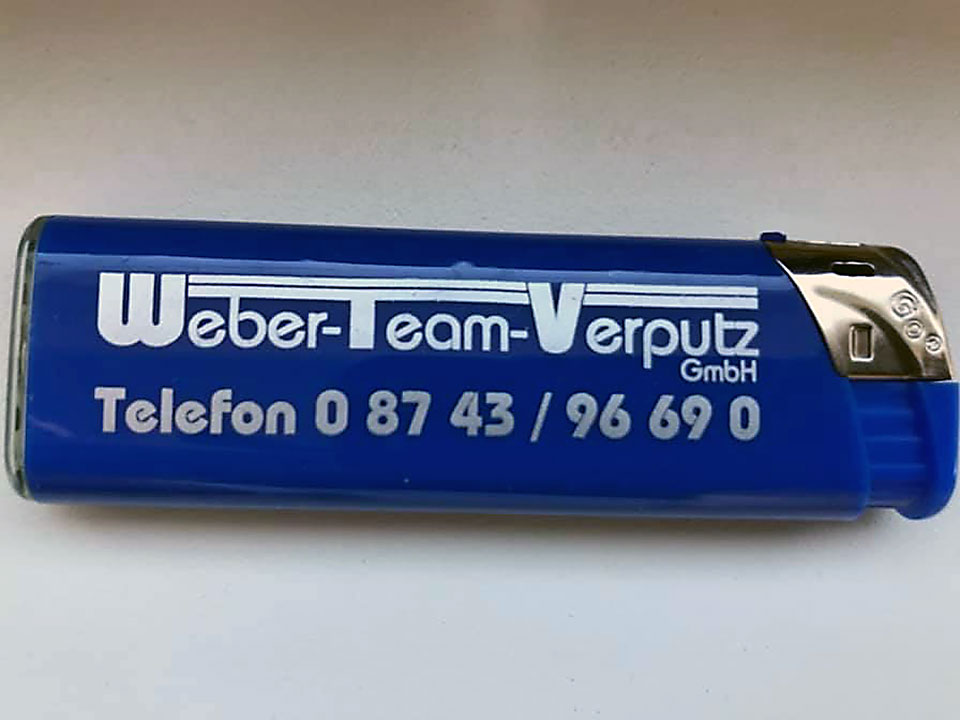 Weber-Team-Verputz
GmbH
Telefon 0 87 43 / 96 69 0